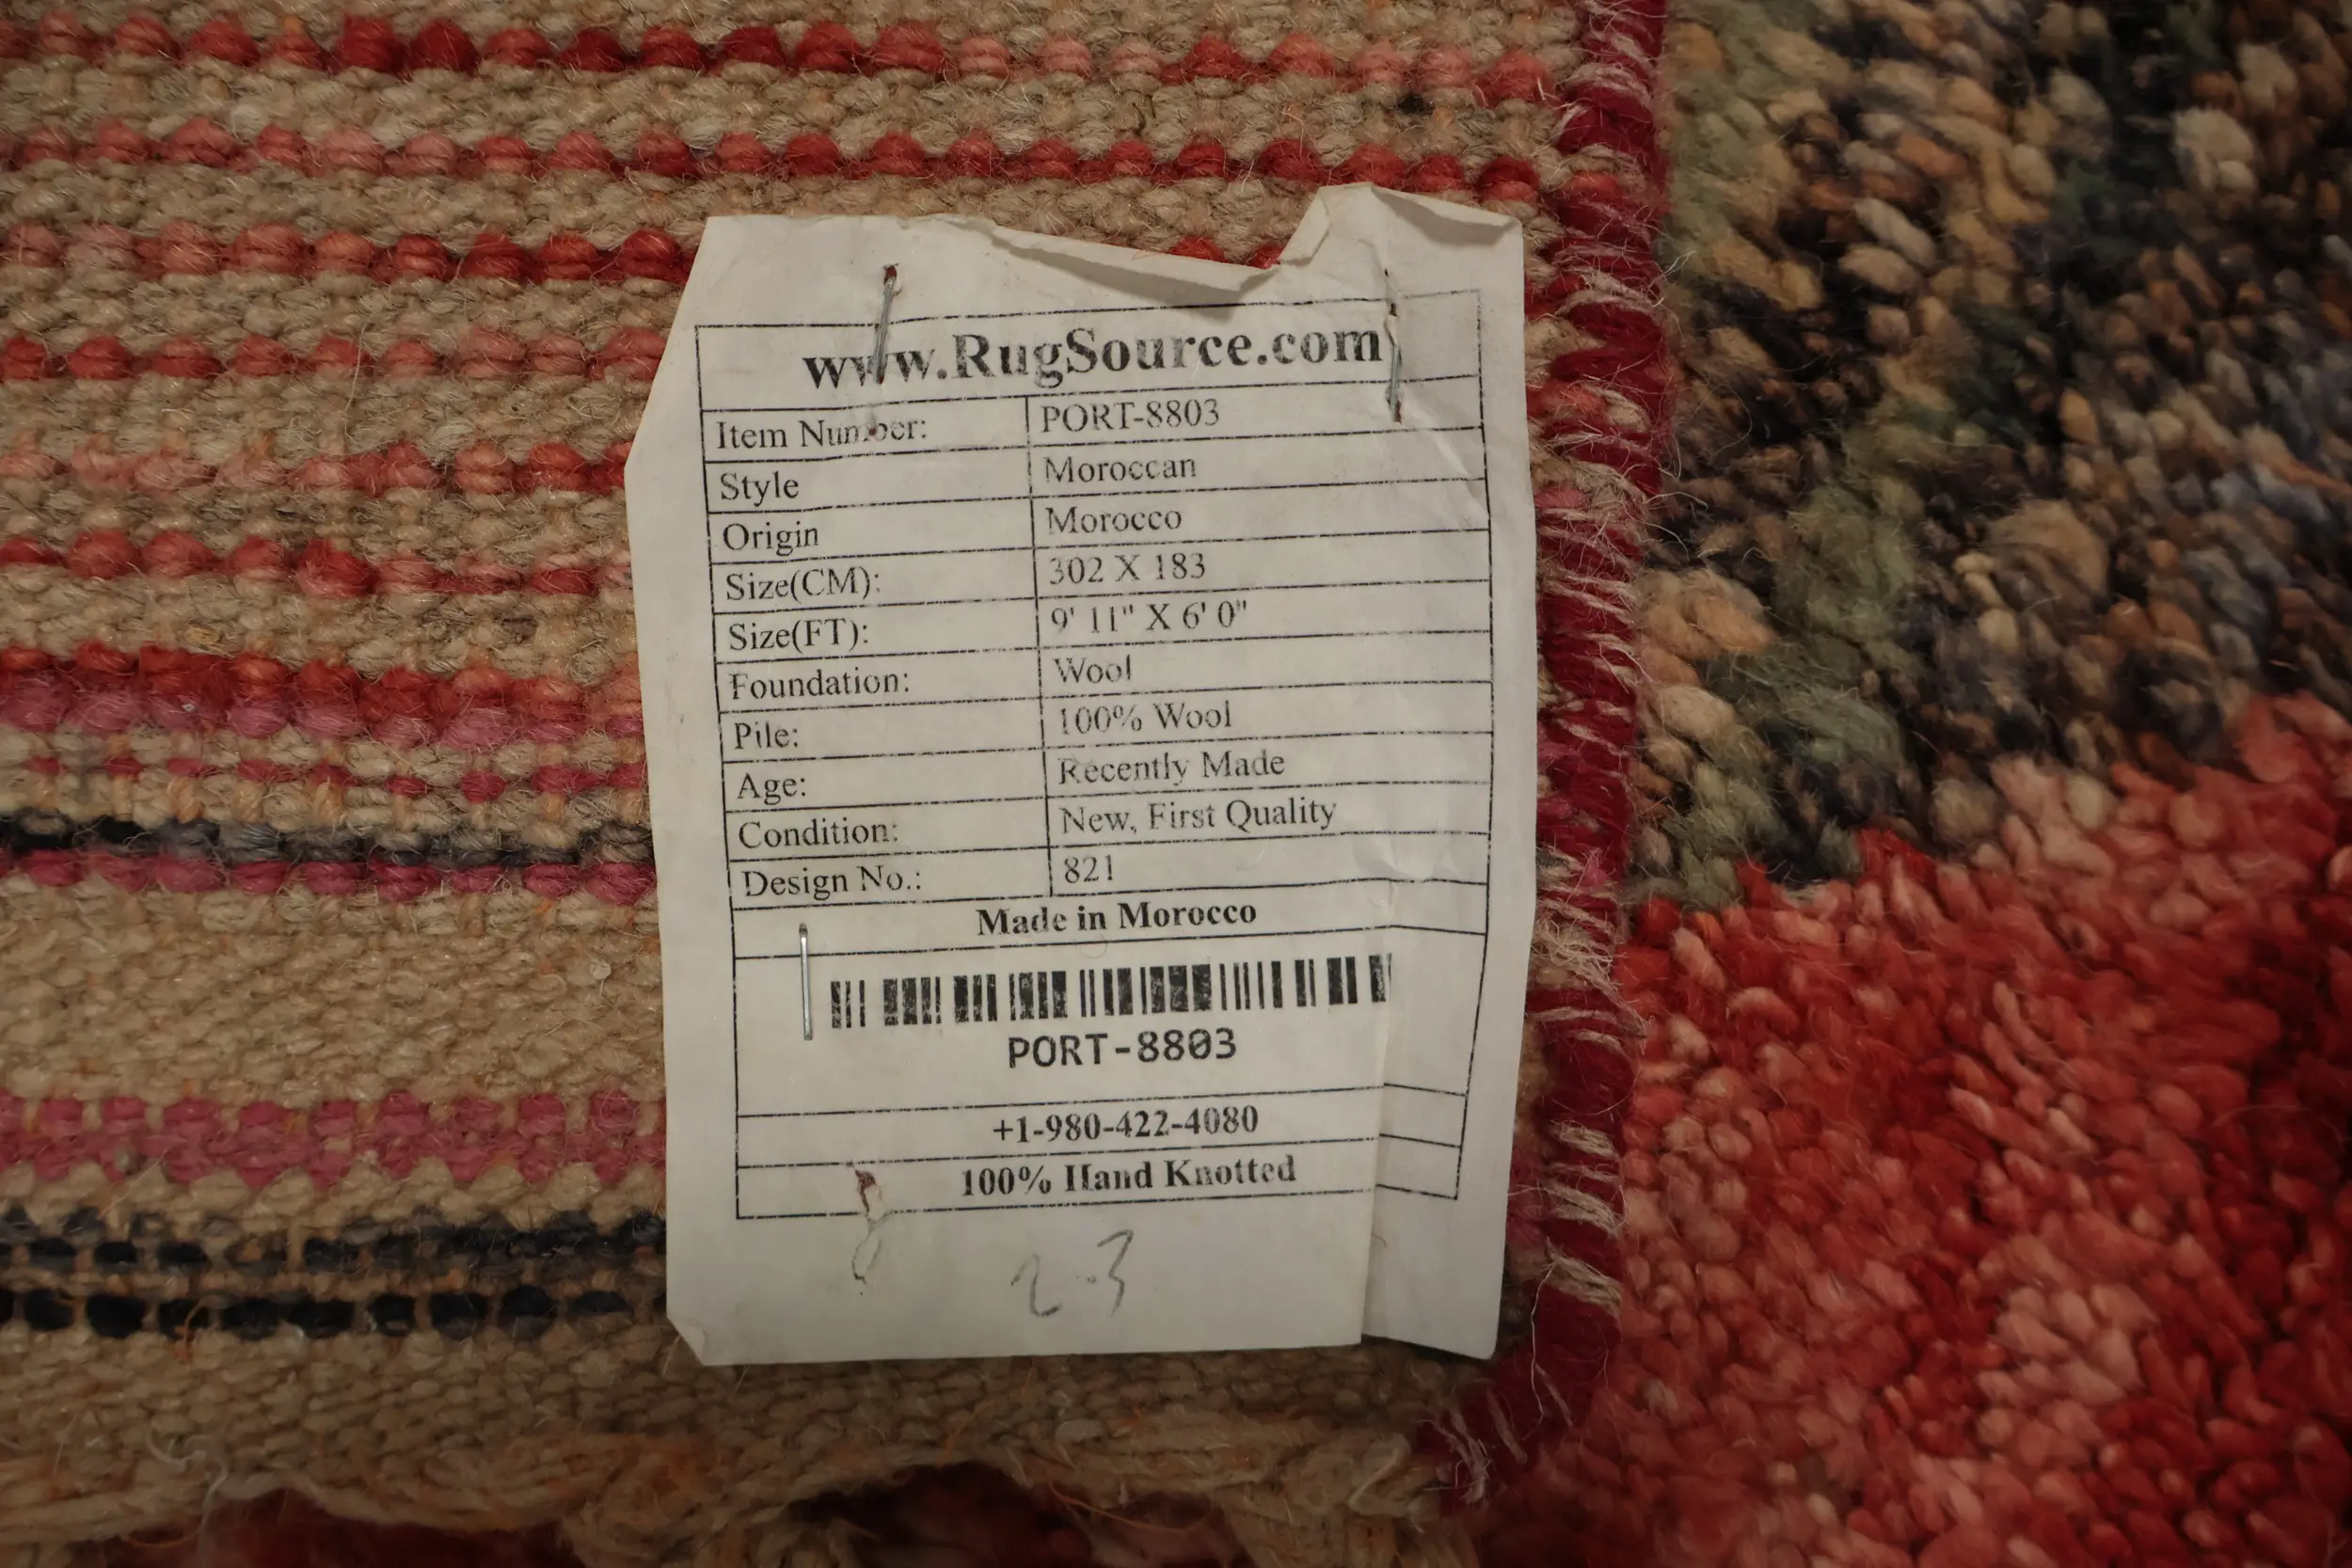 www.RugSource.com
Item Number: PORT-8803
Style Moroccan
Origin Morocco
Size(CM): 302 X 183
Size(FT): 9' 11" X 6' 0"
Foundation: Wool
Pile: 100% Wool
Age: Recently Made
Condition: New, First Quality
Design No.: 821
Made in Morocco
PORT-8803
+1-980-422-4080
100% Hand Knotted
2.3